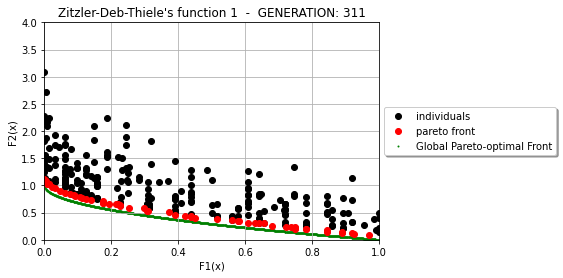 Zitzler-Deb-Thiele's function 1 - GENERATION: 311
4.0
3.5
3.0
2.5
2.0
1.5
1.0
0.5
0.0
F2(x)
0.0 0.2 0.4 0.6 0.8 1.0
F1(x)
individuals
pareto front
Global Pareto-optimal Front